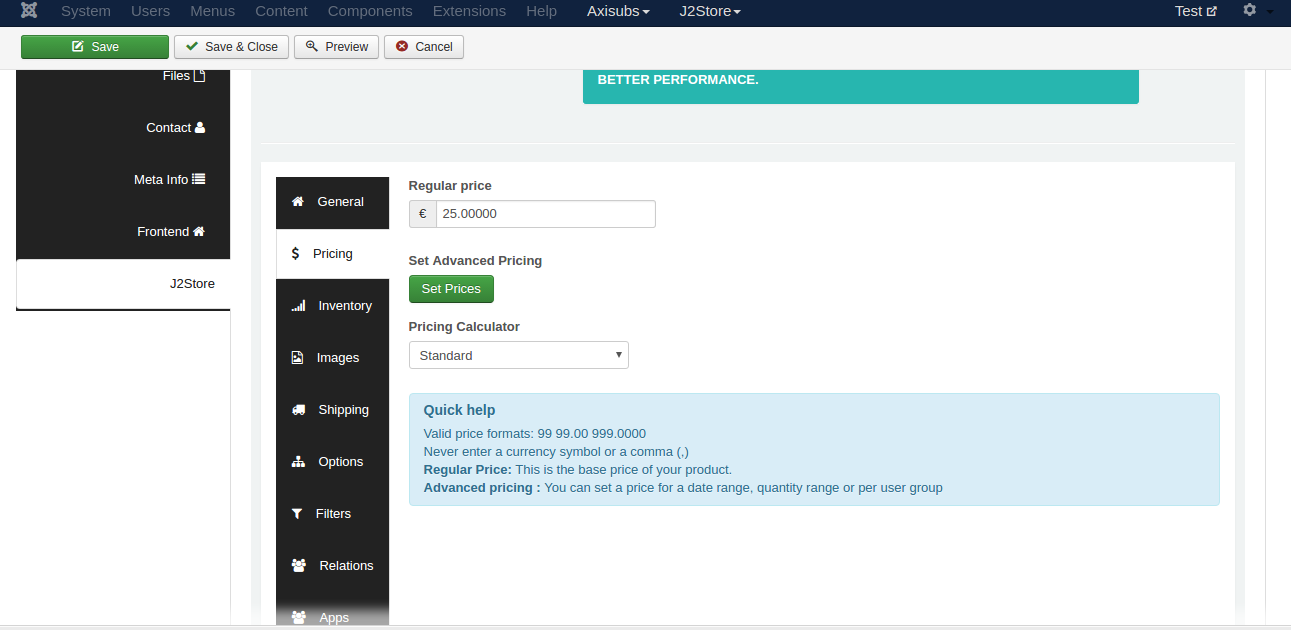 System Users Menus Content Components Extensions Help Axisubs J2Store Test
Save Save & Close Preview Cancel
Files
Contact
Meta Info
Frontend
J2Store
BETTER PERFORMANCE.
General
Pricing
Inventory
Images
Shipping
Options
Filters
Relations
Apps
Regular price
€ 25.00000
Set Advanced Pricing
Set Prices
Pricing Calculator
Standard
Quick help
Valid price formats: 99 99.00 999.0000
Never enter a currency symbol or a comma (,)
Regular Price: This is the base price of your product.
Advanced pricing : You can set a price for a date range, quantity range or per user group